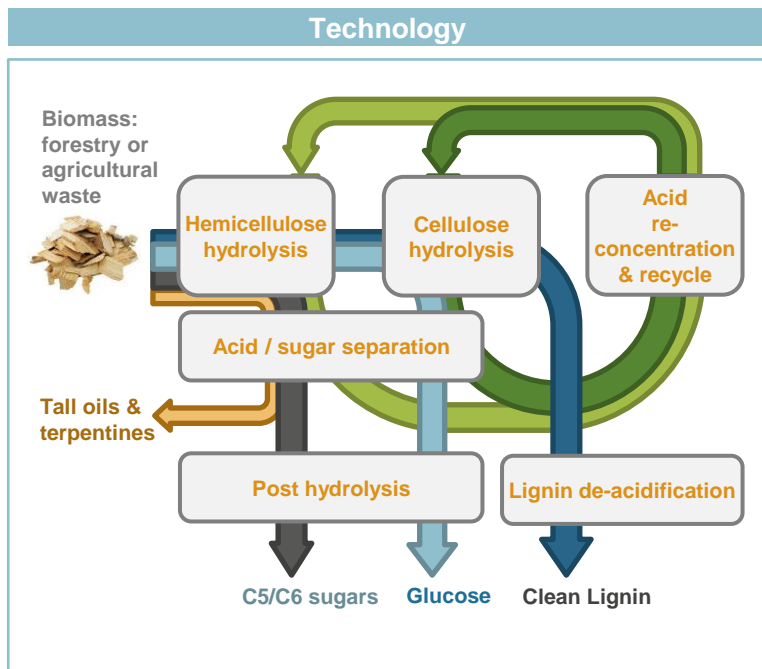 Technology
Biomass:
forestry or
agricultural
waste
Hemicellulose
hydrolysis
Cellulose
hydrolysis
Acid
re-
concentration
& recycle
Acid / sugar separation
Tall oils &
terpentines
Post hydrolysis
Lignin de-acidification
C5/C6 sugars
Glucose
Clean Lignin